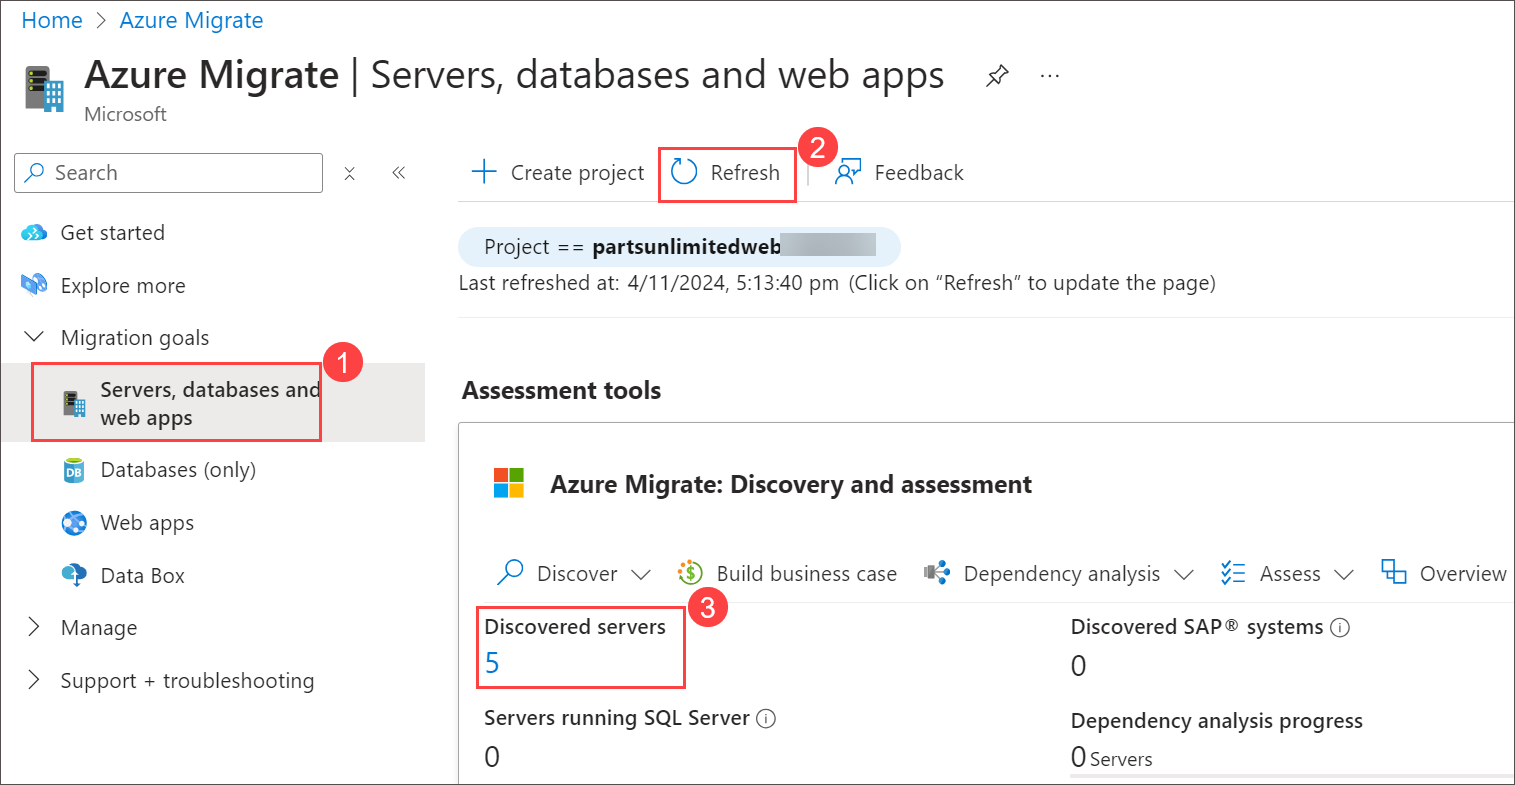 Home > Azure Migrate
Azure Migrate | Servers, databases and web apps
Microsoft
Search
Get started
Explore more
Migration goals
1
Servers, databases and
web apps
Databases (only)
DB
Web apps
Data Box
Manage
Support + troubleshooting
Create project
Refresh
2
Feedback
Project == partsunlimitedweb
Last refreshed at: 4/11/2024, 5:13:40 pm (Click on “Refresh” to update the page)
Assessment tools
Azure Migrate: Discovery and assessment
Discover
Build business case
Dependency analysis
Assess
Overview
3
Discovered servers
5
Discovered SAP® systems
0
Servers running SQL Server
0
Dependency analysis progress
0 Servers